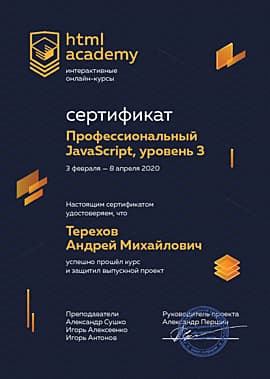 html
academy
интерактивные
онлайн-курсы
сертификат
Профессиональный
JavaScript, уровень 3
3 февраля — 8 апреля 2020
Настоящим сертификатом
удостоверяем, что
Терехов
Андрей Михайлович
успешно прошёл курс
и защитил выпускной проект
Преподаватели
Александр Сушко
Игорь Алексеенко
Игорь Антонов
Руководитель проекта
Александр Першин